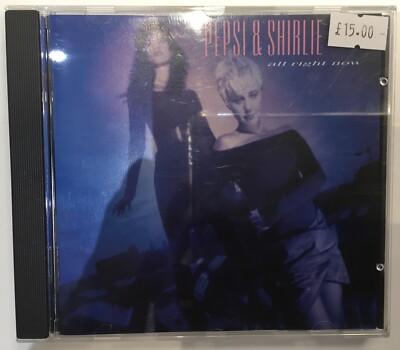 PEPSI & SHIRLIE
all right now
£15.00